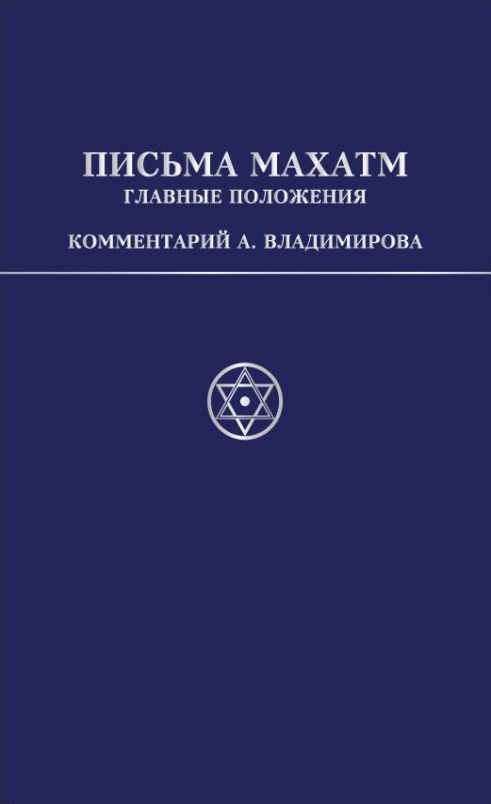 ПИСЬМА МАХАТМ
ГЛАВНЫЕ ПОЛОЖЕНИЯ
КОММЕНТАРИЙ А. ВЛАДИМИРОВА